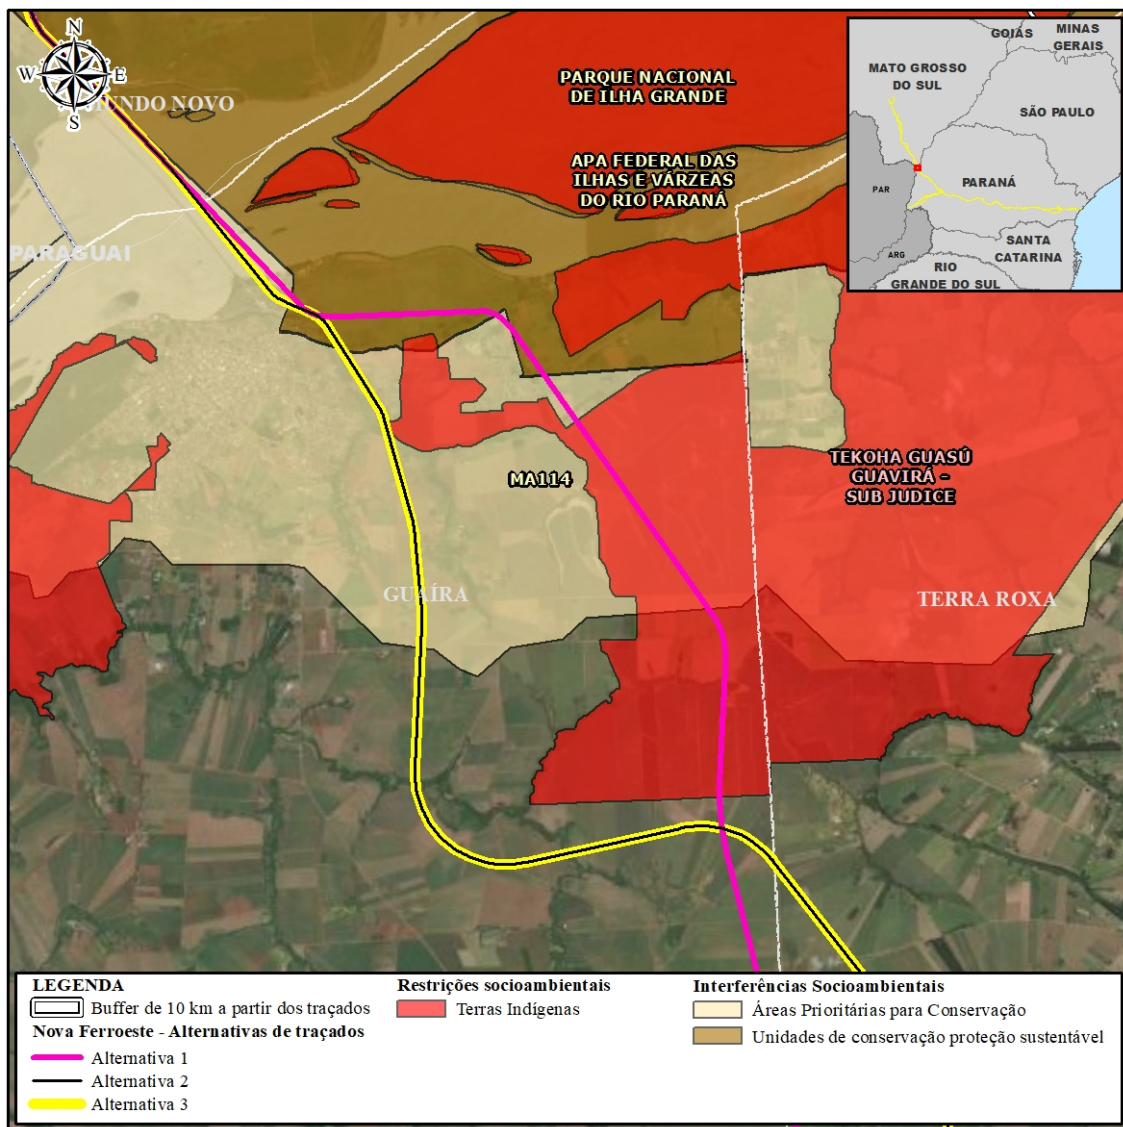 N
W
E
S
MUNDO NOVO
PARAGUAI
PARQUE NACIONAL
DE ILHA GRANDE
APA FEDERAL DAS
ILHAS E VÁRZEAS
DO RIO PARANÁ
GOIÁS
MINAS
GERAIS
MATO GROSSO
DO SUL
SÃO PAULO
PAR
PARANÁ
ARG
SANTA
CATARINA
RIO
GRANDE DO SUL
MA114
TEKOHA GUASÚ
GUAVIRÁ -
SUB JUDICE
GUAÍRA
TERRA ROXA
LEGENDA
Buffer de 10 km a partir dos traçados
Nova Ferroeste - Alternativas de traçados
Alternativa 1
Alternativa 2
Alternativa 3
Restrições socioambientais
Terras Indígenas
Interferências Socioambientais
Áreas Prioritárias para Conservação
Unidades de conservação proteção sustentável